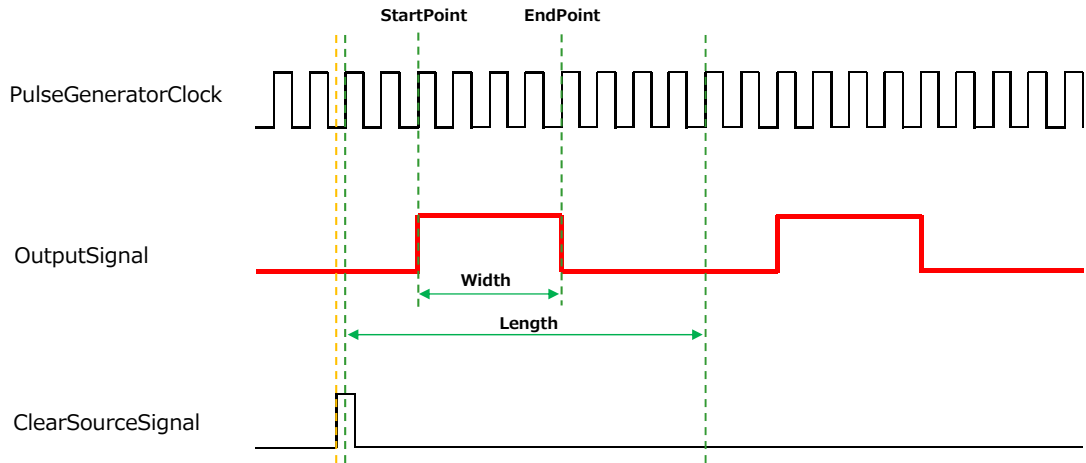 StartPoint
EndPoint
PulseGeneratorClock
OutputSignal
Width
Length
ClearSourceSignal